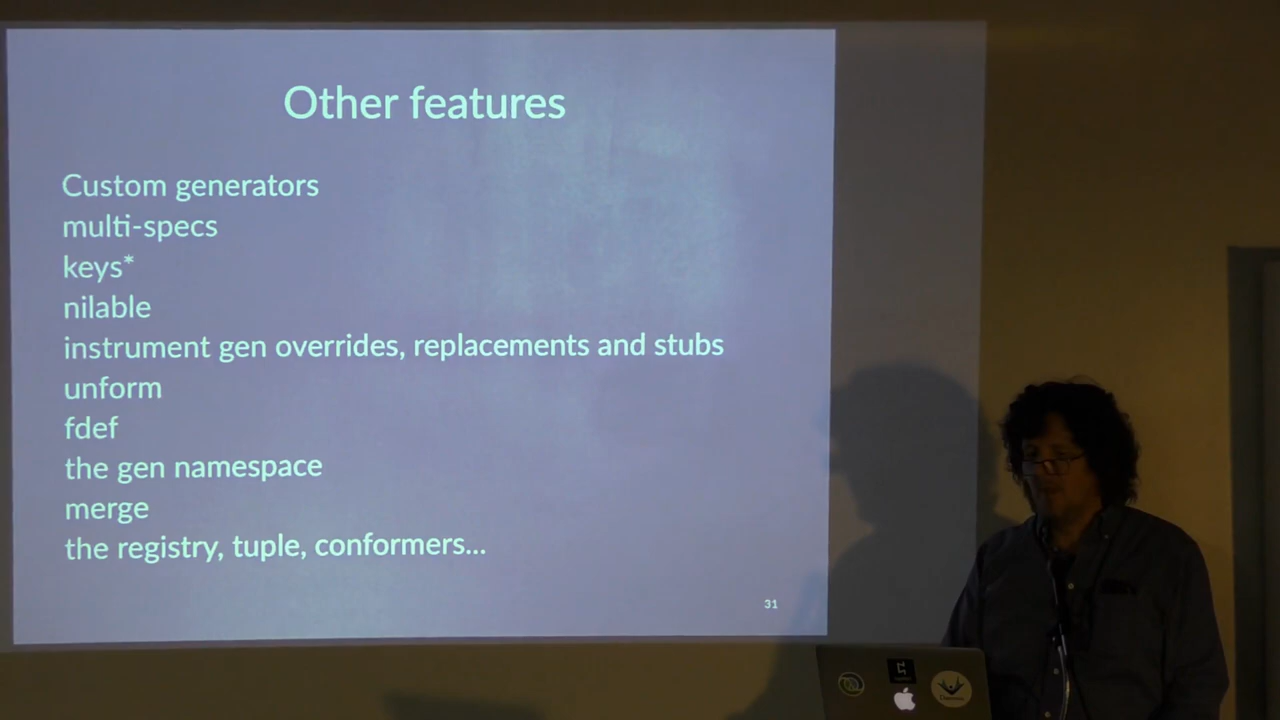 Other features
Custom generators
multi-specs
keys*
nilable
instrument gen overrides, replacements and stubs
unform
fdef
the gen namespace
merge
the registry, tuple, conformers...
31